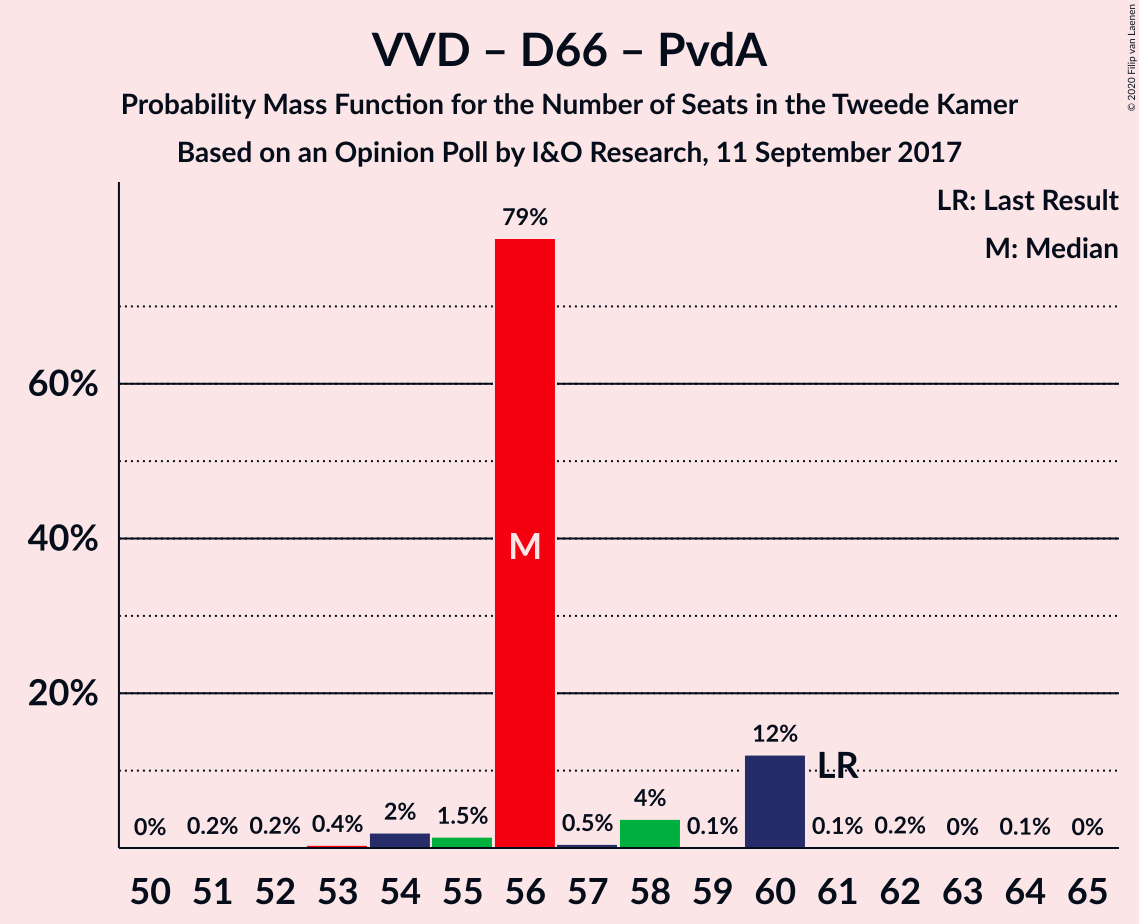 VVD – D66 – PvdA
Probability Mass Function for the Number of Seats in the Tweede Kamer
Based on an Opinion Poll by I&O Research, 11 September 2017
© 2020 Filip van Laenen
LR: Last Result
M: Median
79%
60%
40%
M
20%
12%
LR
0% 0.2% 0.2% 0.4% 2% 1.5% 0.5% 4% 0.1% 0.1% 0.2% 0% 0.1% 0%
50 51 52 53 54 55 56 57 58 59 60 61 62 63 64 65